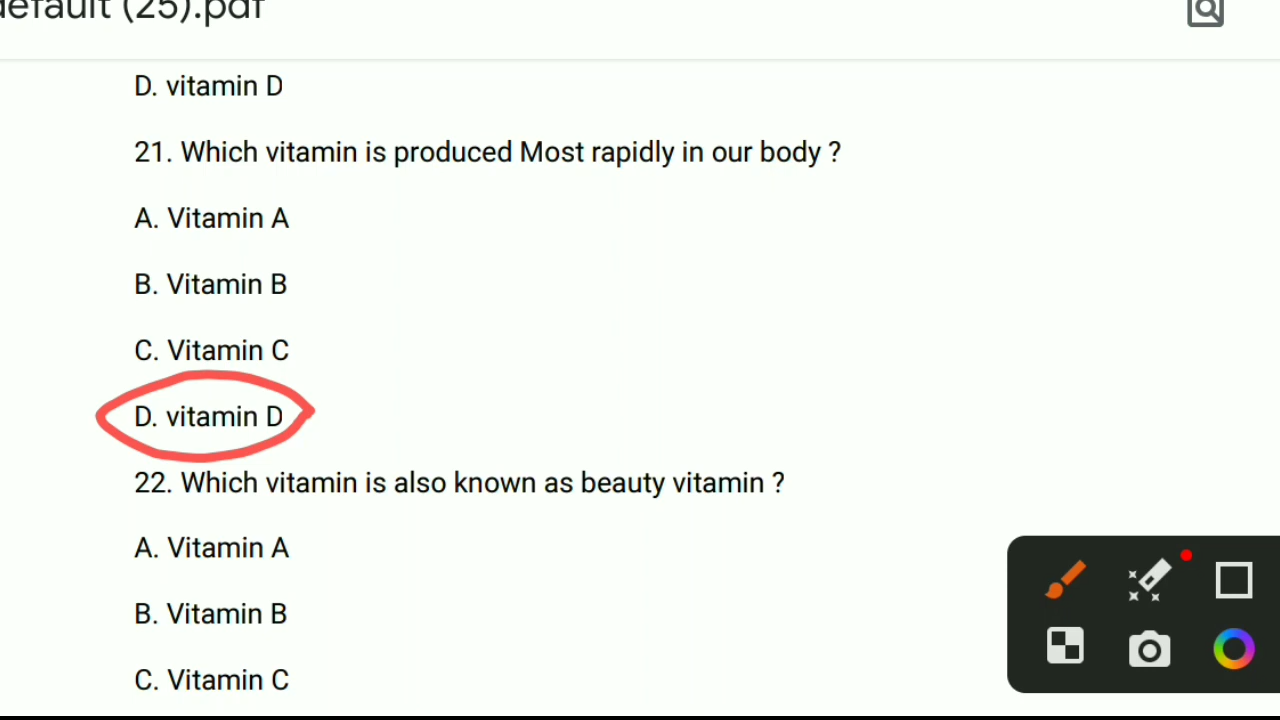 default (25).pdf
D. vitamin D
21. Which vitamin is produced Most rapidly in our body ?
A. Vitamin A
B. Vitamin B
C. Vitamin C
D. vitamin D
22. Which vitamin is also known as beauty vitamin ?
A. Vitamin A
B. Vitamin B
C. Vitamin C